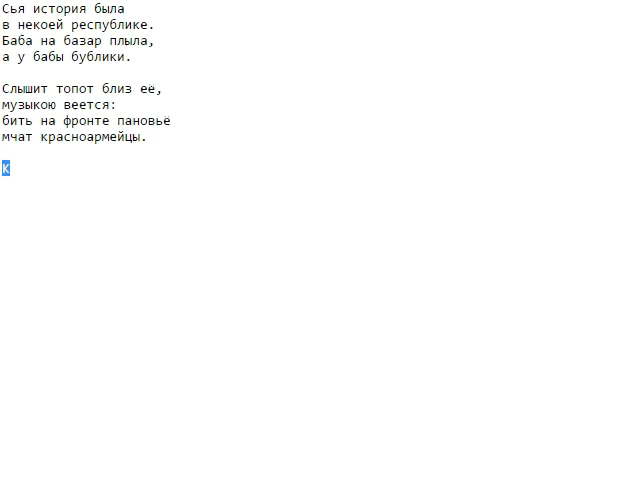 Сья история была
в некоей республике.
Баба на базар плыла,
а у бабы бублики.

Слышит топот близ её,
музыкою веется:
бить на фронте пановьё
мчат красноармейцы.

К